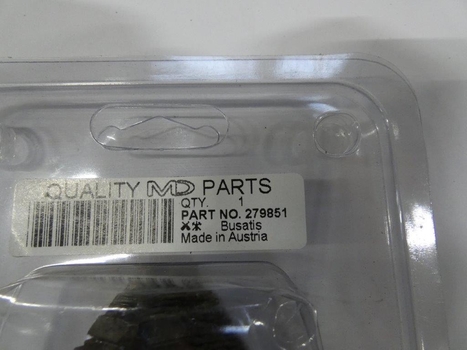 QUALITY MD PARTS
QTY. 1
PART NO. 279851
Busatis
Made in Austria